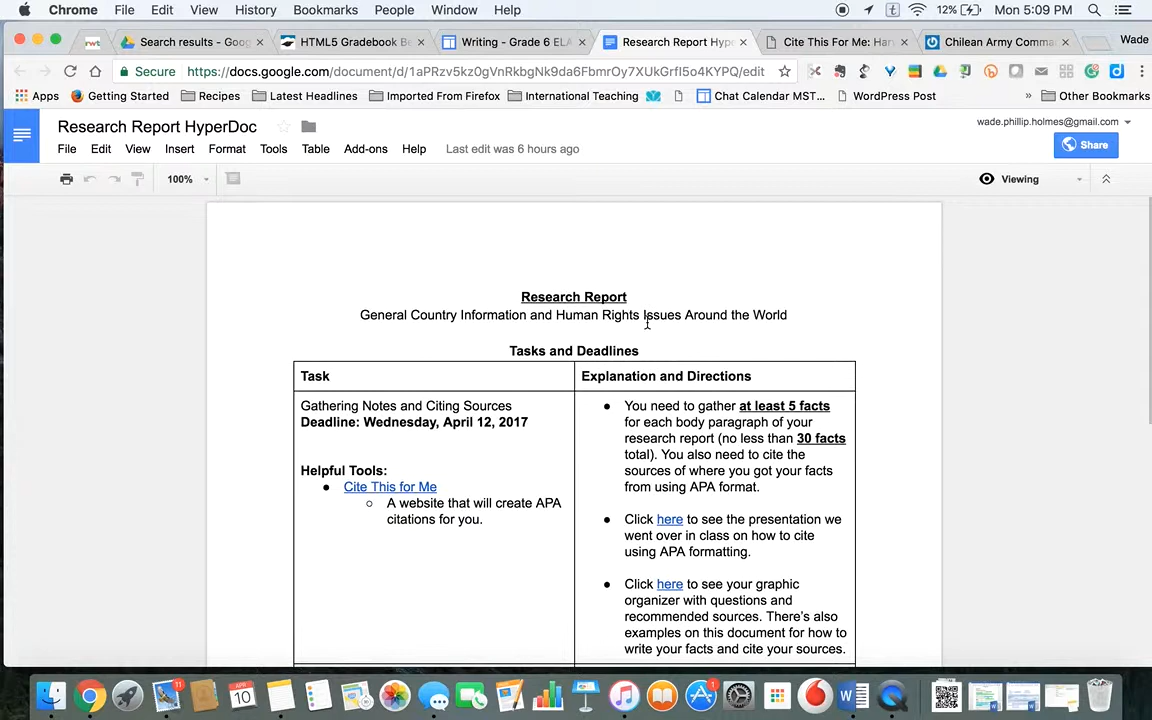 Chrome File Edit View History Bookmarks People Window Help 12% Mon 5:09 PM
rwt Search results - Goog HTML5 Gradebook Be Writing - Grade 6 ELA Research Report Hype Cite This For Me: Har Chilean Army Comma Wade
Secure https://docs.google.com/document/d/1aPRzv5kz0gVnRkbgNk9da6FbmrOy7XUkGrfI5o4KYPQ/edit
Apps Getting Started Recipes Latest Headlines Imported From Firefox International Teaching Chat Calendar MST... WordPress Post » Other Bookmarks
Research Report HyperDoc wade.phillip.holmes@gmail.com
File Edit View Insert Format Tools Table Add-ons Help Last edit was 6 hours ago Share
100% Viewing
Research Report
General Country Information and Human Rights Issues Around the World
Tasks and Deadlines
Task
Gathering Notes and Citing Sources
Deadline: Wednesday, April 12, 2017
Helpful Tools:
● Cite This for Me
○ A website that will create APA
citations for you.
Explanation and Directions
● You need to gather at least 5 facts
for each body paragraph of your
research report (no less than 30 facts
total). You also need to cite the
sources of where you got your facts
from using APA format.
● Click here to see the presentation we
went over in class on how to cite
using APA formatting.
● Click here to see your graphic
organizer with questions and
recommended sources. There's also
examples on this document for how to
write your facts and cite your sources.
11 APR 10 1